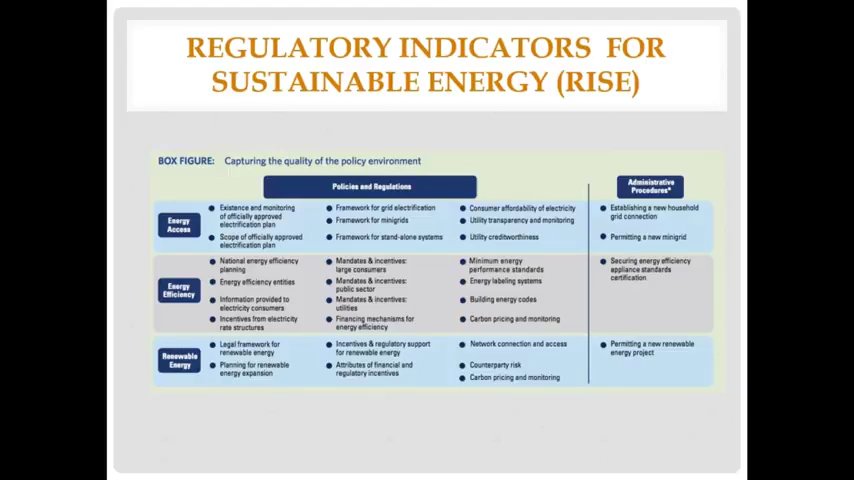 REGULATORY INDICATORS FOR
SUSTAINABLE ENERGY (RISE)
BOX FIGURE: Capturing the quality of the policy environment
Policies and Regulations
Administrative
Procedures*
Energy
Access
Existence and monitoring
of officially approved
electrification plan
Scope of officially approved
electrification plan
Framework for grid electrification
Framework for minigrids
Framework for stand-alone systems
Consumer affordability of electricity
Utility transparency and monitoring
Utility creditworthiness
Establishing a new household
grid connection
Permitting a new minigrid
Energy
Efficiency
National energy efficiency
planning
Energy efficiency entities
Information provided to
electricity consumers
Incentives from electricity
rate structures
Mandates & incentives:
large consumers
Mandates & incentives:
public sector
Mandates & incentives:
utilities
Financing mechanisms for
energy efficiency
Minimum energy
performance standards
Energy labeling systems
Building energy codes
Carbon pricing and monitoring
Securing energy efficiency
appliance standards
certification
Renewable
Energy
Legal framework for
renewable energy
Planning for renewable
energy expansion
Incentives & regulatory support
for renewable energy
Attributes of financial and
regulatory incentives
Network connection and access
Counterparty risk
Carbon pricing and monitoring
Permitting a new renewable
energy project